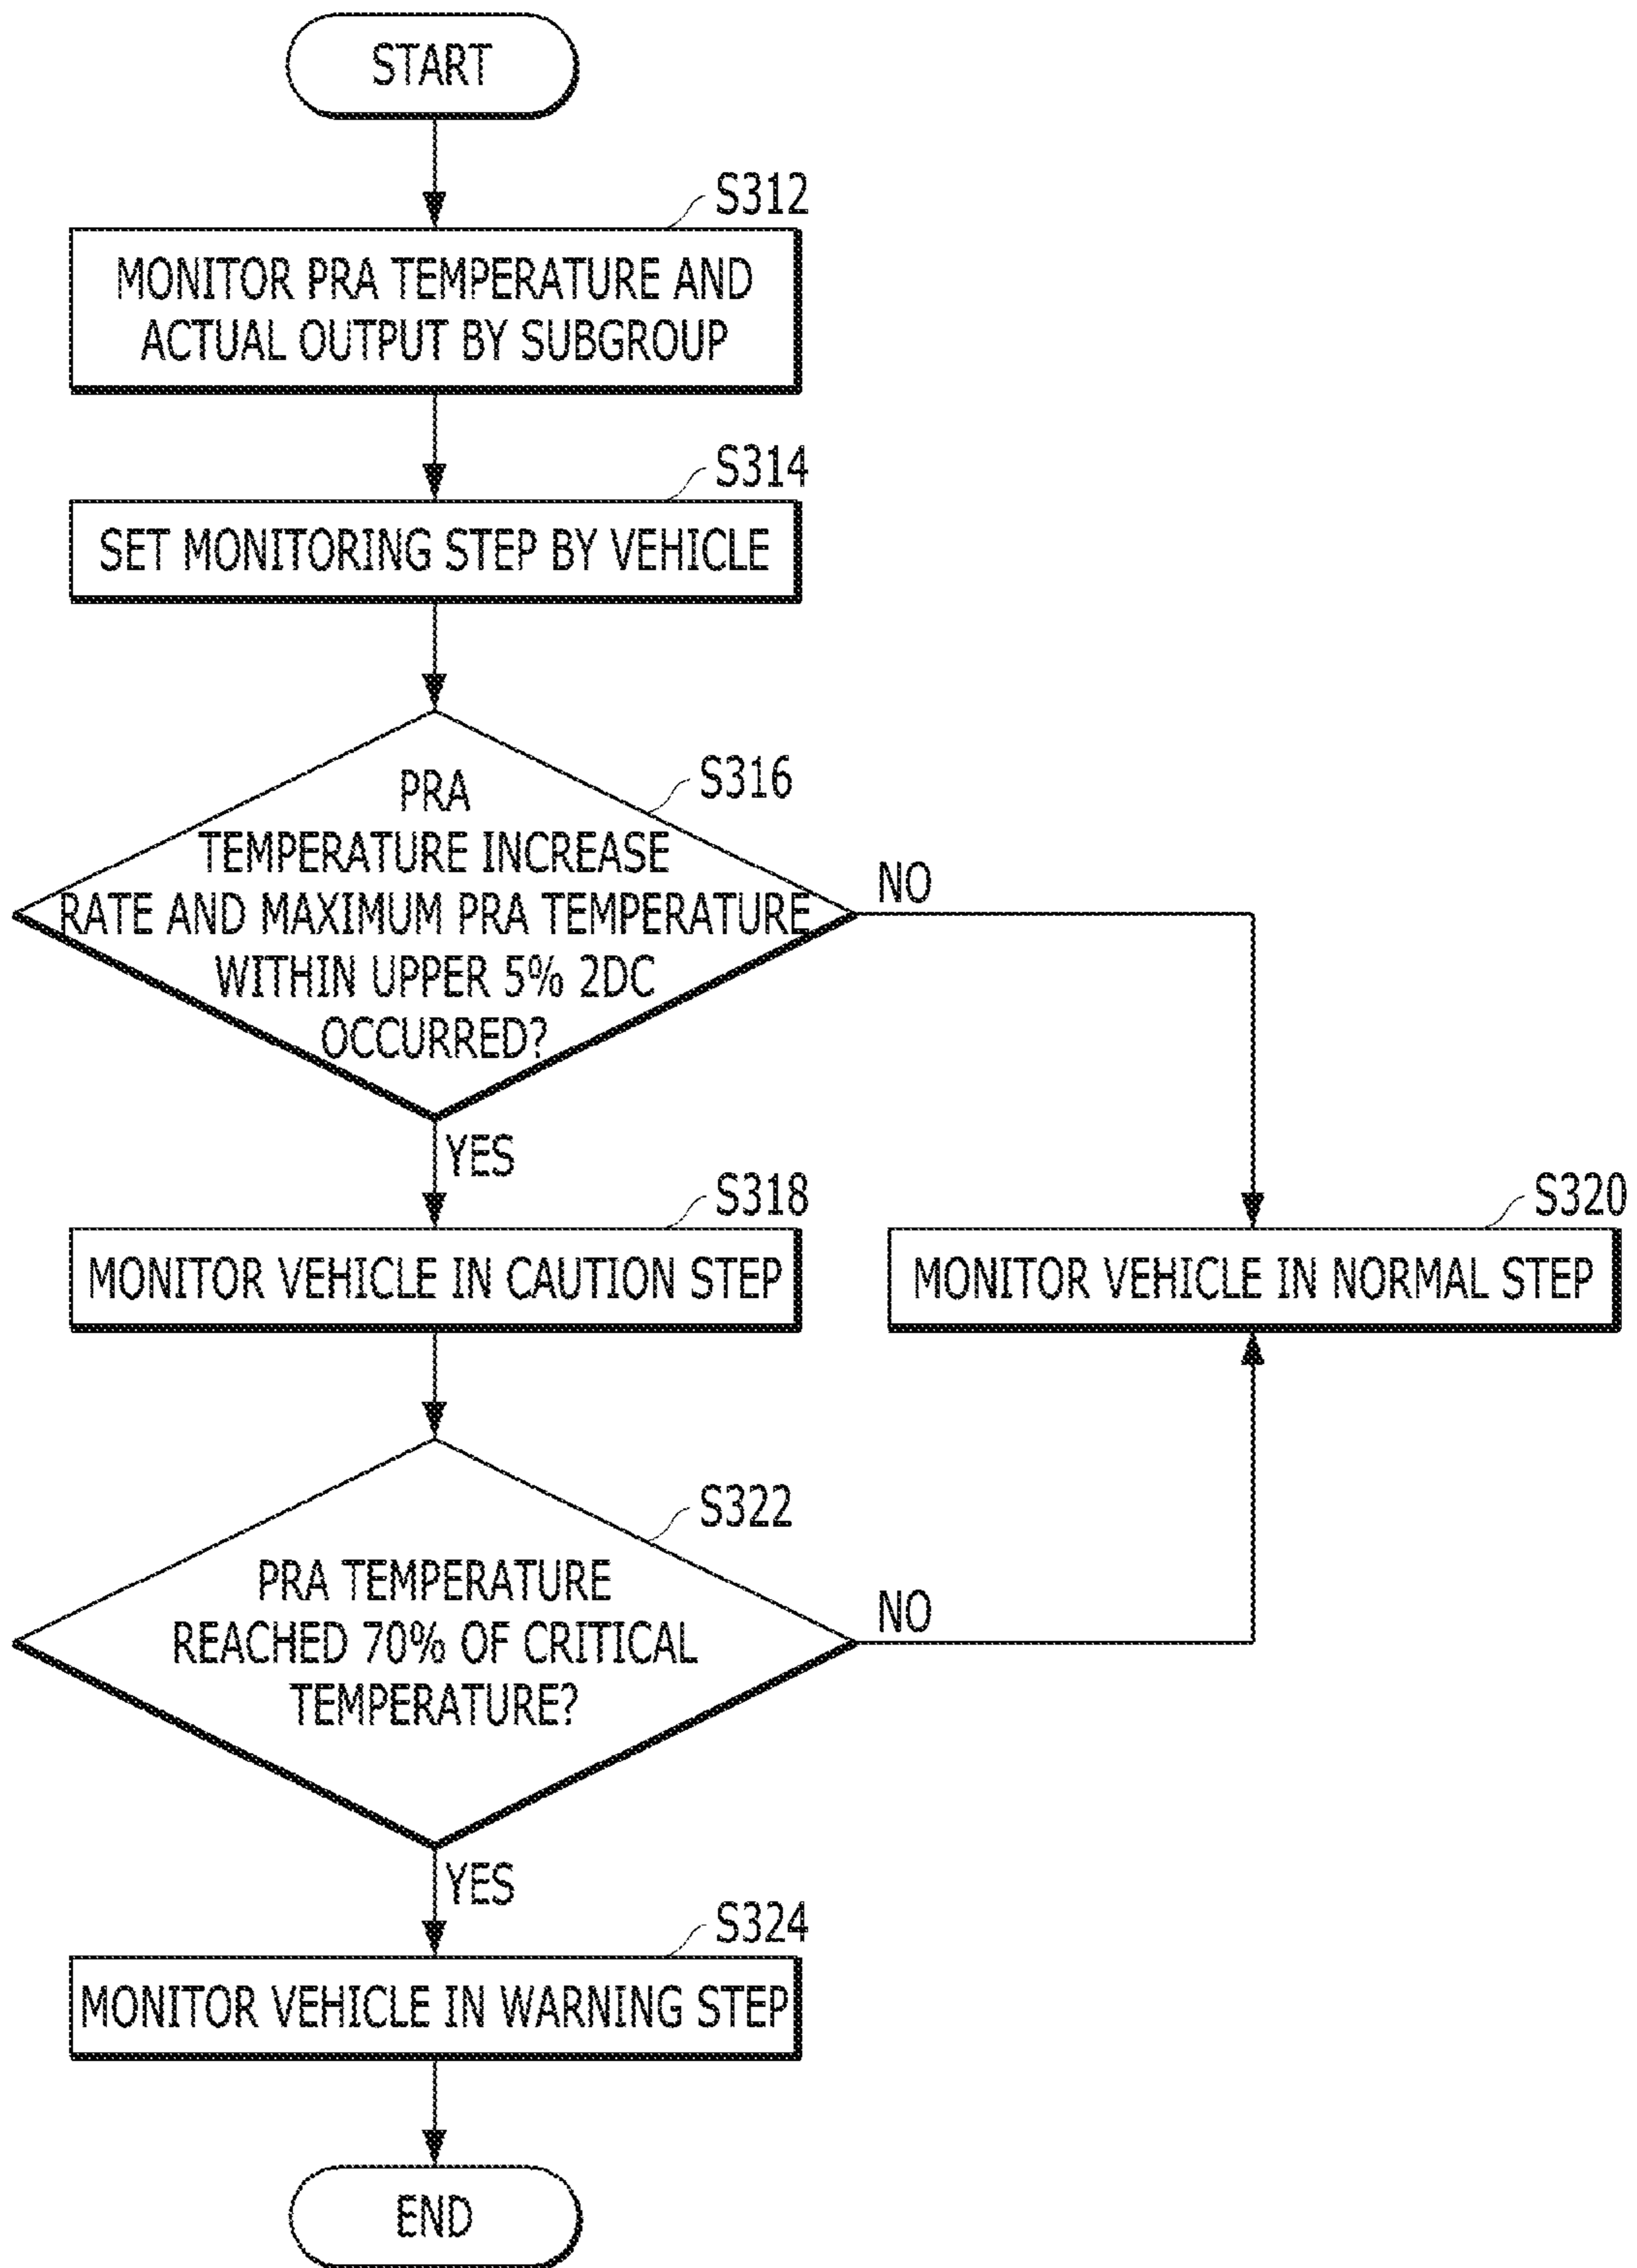 START
S312
MONITOR PRA TEMPERATURE AND
ACTUAL OUTPUT BY SUBGROUP
S314
SET MONITORING STEP BY VEHICLE
S316
PRA
TEMPERATURE INCREASE
RATE AND MAXIMUM PRA TEMPERATURE
WITHIN UPPER 5% 2DC
OCCURRED?
NO
YES
S318
MONITOR VEHICLE IN CAUTION STEP
S320
MONITOR VEHICLE IN NORMAL STEP
S322
PRA TEMPERATURE
REACHED 70% OF CRITICAL
TEMPERATURE?
NO
YES
S324
MONITOR VEHICLE IN WARNING STEP
END